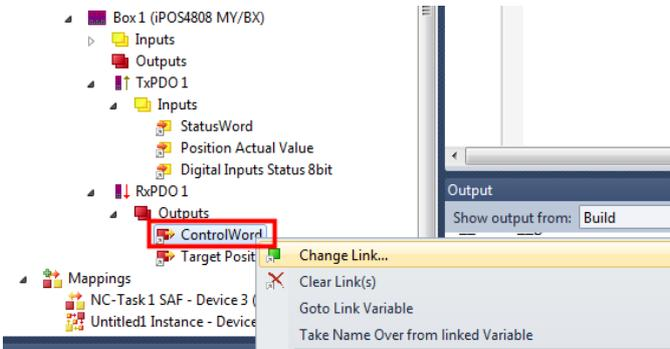 Box 1 (iPOS4808 MY/BX)
Inputs
Outputs
TxPDO 1
Inputs
StatusWord
Position Actual Value
Digital Inputs Status 8bit
RxPDO 1
Outputs
ControlWord
Target Posit
Mappings
NC-Task 1 SAF - Device 3 (
Untitled1 Instance - Device
Change Link...
Clear Link(s)
Goto Link Variable
Take Name Over from linked Variable
Output
Show output from: Build